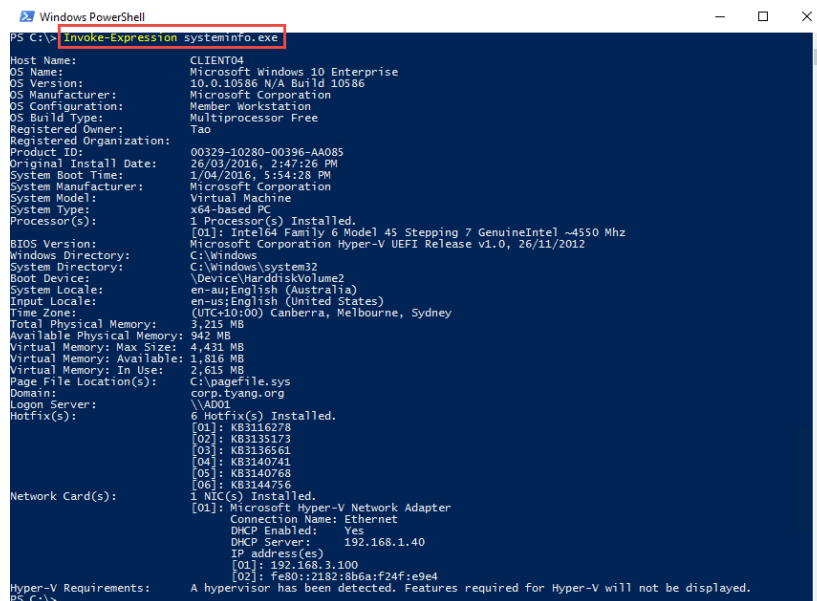 Windows PowerShell
PS C:\> Invoke-Expression systeminfo.exe
Host Name: CLIENT04
OS Name: Microsoft Windows 10 Enterprise
OS Version: 10.0.10586 N/A Build 10586
OS Manufacturer: Microsoft Corporation
OS Configuration: Member Workstation
OS Build Type: Multiprocessor Free
Registered Owner: Tao
Registered Organization:
Product ID: 00329-10280-00396-AA085
Original Install Date: 26/03/2016, 2:47:26 PM
System Boot Time: 1/04/2016, 5:54:28 PM
System Manufacturer: Microsoft Corporation
System Model: Virtual Machine
System Type: x64-based PC
Processor(s): 1 Processor(s) Installed.
[01]: Intel64 Family 6 Model 45 Stepping 7 GenuineIntel ~4550 Mhz
BIOS Version: Microsoft Corporation Hyper-V UEFI Release v1.0, 26/11/2012
Windows Directory: C:\Windows
System Directory: C:\Windows\system32
Boot Device: \Device\HarddiskVolume2
System Locale: en-au;English (Australia)
Input Locale: en-us;English (United States)
Time Zone: (UTC+10:00) Canberra, Melbourne, Sydney
Total Physical Memory: 3,215 MB
Available Physical Memory: 942 MB
Virtual Memory: Max Size: 4,431 MB
Virtual Memory: Available: 1,816 MB
Virtual Memory: In Use: 2,615 MB
Page File Location(s): C:\pagefile.sys
Domain: corp.tyang.org
Logon Server: \\AD01
Hotfix(s): 6 Hotfix(s) Installed.
[01]: KB3116278
[02]: KB3135173
[03]: KB3136561
[04]: KB3140741
[05]: KB3140768
[06]: KB3144756
Network Card(s): 1 NIC(s) Installed.
[01]: Microsoft Hyper-V Network Adapter
Connection Name: Ethernet
DHCP Enabled: Yes
DHCP Server: 192.168.1.40
IP address(es)
[01]: 192.168.3.100
[02]: fe80::2182:8b6a:f24f:e9e4
Hyper-V Requirements: A hypervisor has been detected. Features required for Hyper-V will not be displayed.
PS C:\>